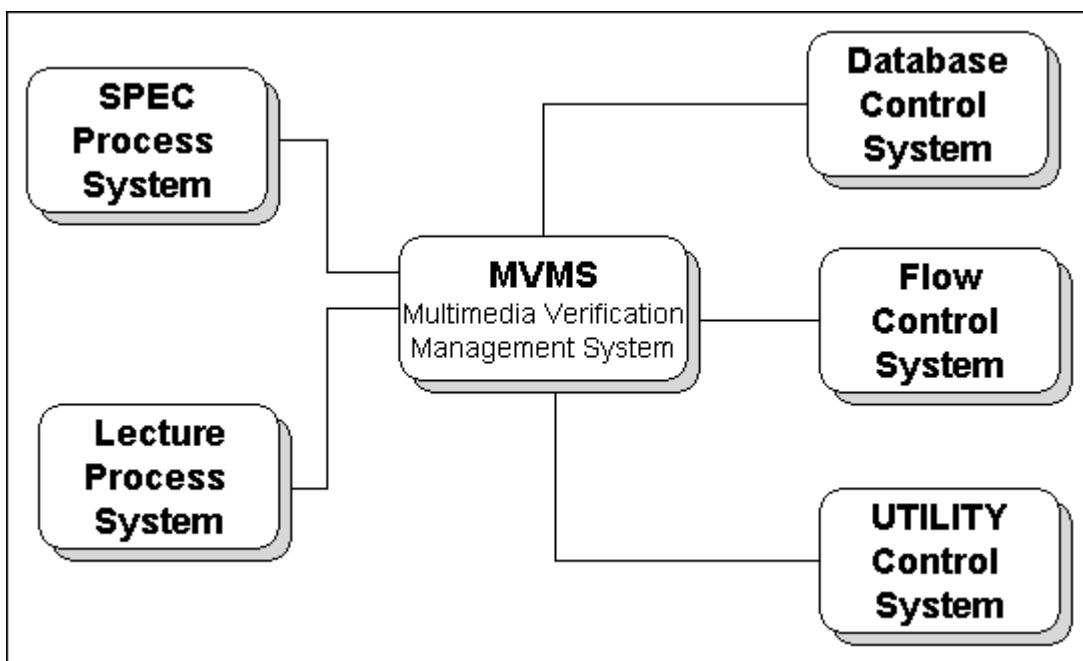 SPEC
Process
System
Lecture
Process
System
MVMS
Multimedia Verification
Management System
Database
Control
System
Flow
Control
System
UTILITY
Control
System